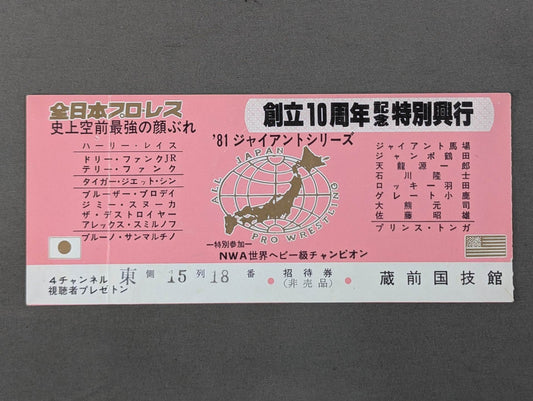 全日本プロ・レス
史上空前最強の顔ぶれ
ハーリー・レイス
ドリー・ファンクJR
テリー・ファンク
タイガー・ジエット・シン
ブルーザー・ブロデイ
ジミー・スヌーカ
ザ・デストロイヤー
アレックス・スミルノフ
ブルーノ・サンマルチノ
創立10周年記念特別興行
'81ジャイアントシリーズ
ALL JAPAN
PRO WRESTLING
―特別参加―
NWA世界ヘビー級チャンピオン
ジャイアント馬場
ジャンボ鶴田
天龍源一郎
石川隆士
ロッキー羽田
グレート小鹿
大熊元司
佐藤昭雄
プリンス・トンガ
4チャンネル
視聴者プレゼトン
東側15列18番
招待券
(非売品)
蔵前国技館